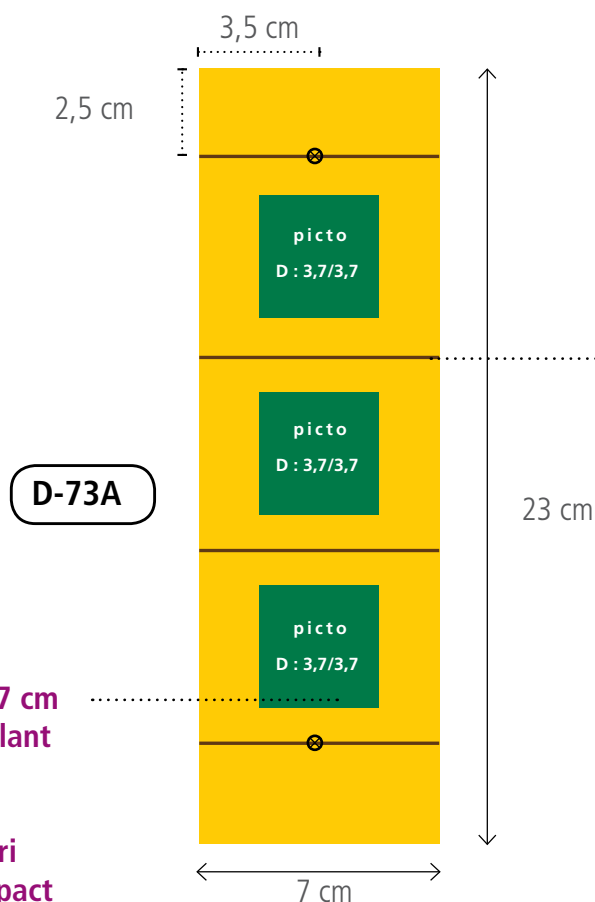 3,5 cm
2,5 cm
picto
D : 3,7/3,7
picto
D : 3,7/3,7
D-73A
23 cm
picto
D : 3,7/3,7
7 cm
lant
ri
pact
7 cm